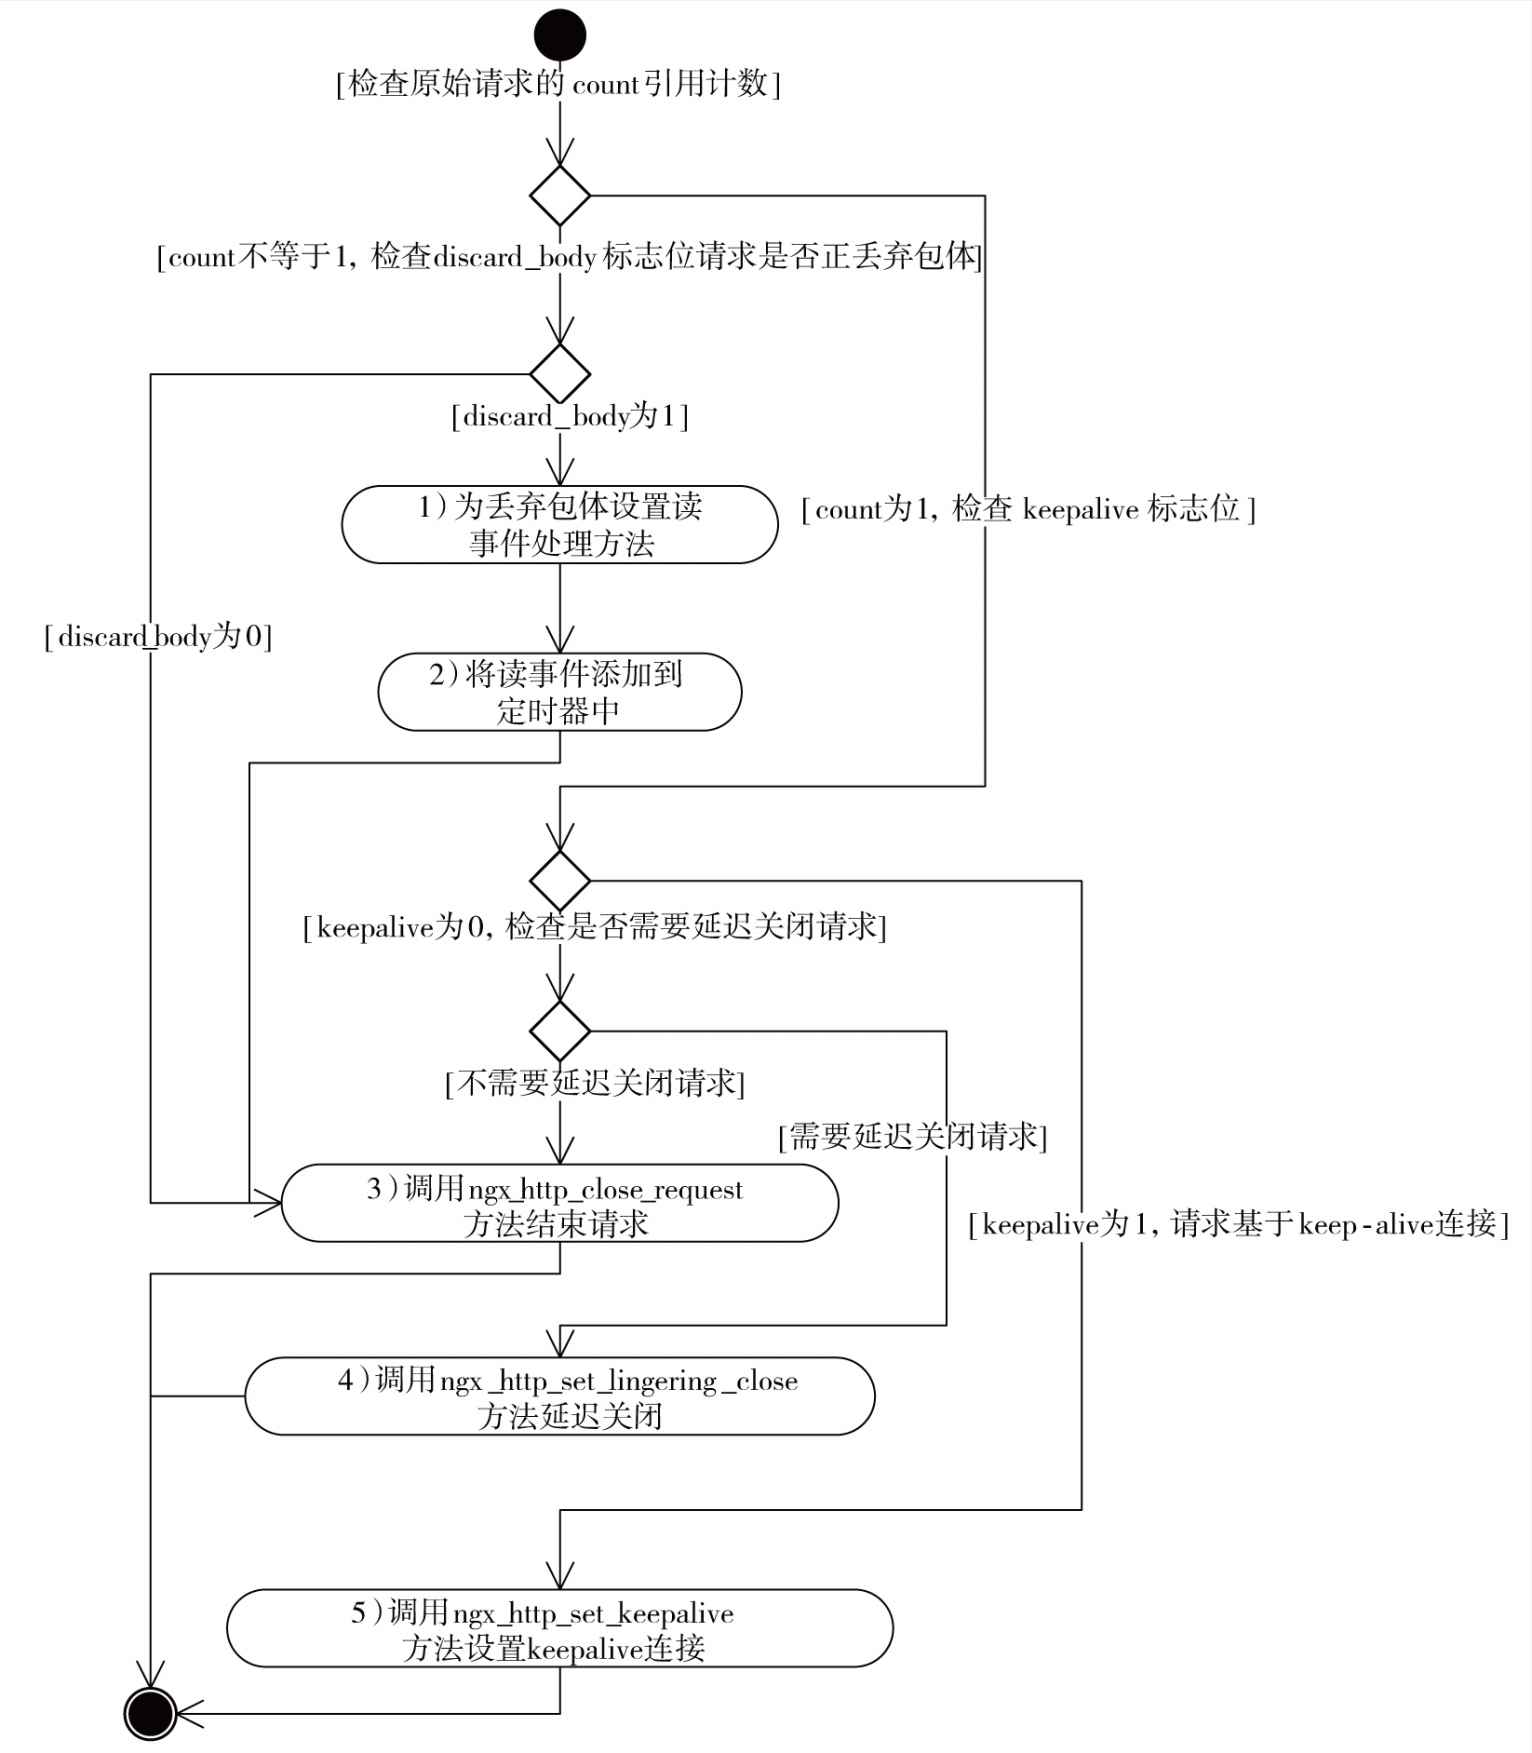 [检查原始请求的 count引用计数]
[count不等于1, 检查discard_body 标志位请求是否正丢弃包体]
[discard_body为1]
1)为丢弃包体设置读
事件处理方法
[count为1, 检查 keepalive 标志位]
[discard_body为0]
2)将读事件添加到
定时器中
[keepalive为0, 检查是否需要延迟关闭请求]
[不需要延迟关闭请求]
[需要延迟关闭请求]
3)调用ngx_http_close_request
方法结束请求
[keepalive为1, 请求基于keep-alive连接]
4)调用ngx_http_set_lingering_close
方法延迟关闭
5)调用ngx_http_set_keepalive
方法设置keepalive连接